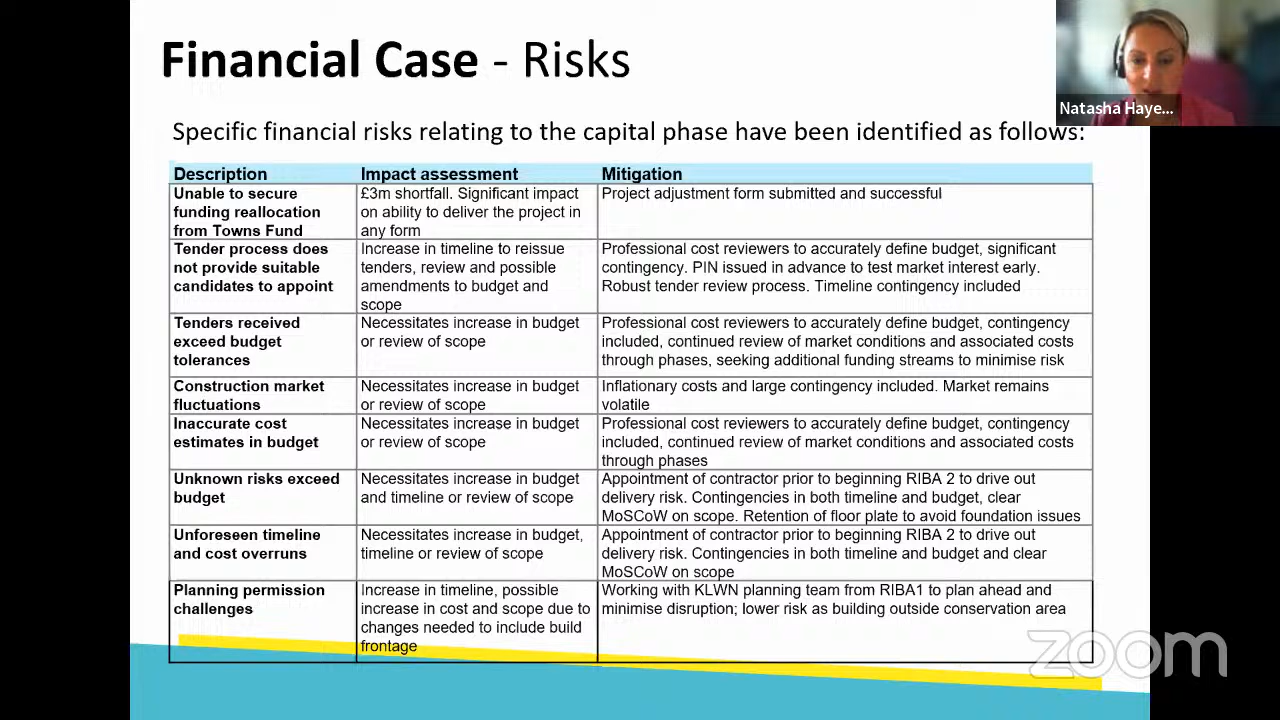 Financial Case - Risks
Natasha Haye...
Specific financial risks relating to the capital phase have been identified as follows:
Description Impact assessment Mitigation
Unable to secure
funding reallocation
from Towns Fund
£3m shortfall. Significant impact
on ability to deliver the project in
any form
Project adjustment form submitted and successful
Tender process does
not provide suitable
candidates to appoint
Increase in timeline to reissue
tenders, review and possible
amendments to budget and
scope
Professional cost reviewers to accurately define budget, significant
contingency. PIN issued in advance to test market interest early.
Robust tender review process. Timeline contingency included
Tenders received
exceed budget
tolerances
Necessitates increase in budget
or review of scope
Professional cost reviewers to accurately define budget, contingency
included, continued review of market conditions and associated costs
through phases, seeking additional funding streams to minimise risk
Construction market
fluctuations
Necessitates increase in budget
or review of scope
Inflationary costs and large contingency included. Market remains
volatile
Inaccurate cost
estimates in budget
Necessitates increase in budget
or review of scope
Professional cost reviewers to accurately define budget, contingency
included, continued review of market conditions and associated costs
through phases
Unknown risks exceed
budget
Necessitates increase in budget
and timeline or review of scope
Appointment of contractor prior to beginning RIBA 2 to drive out
delivery risk. Contingencies in both timeline and budget, clear
MoSCoW on scope. Retention of floor plate to avoid foundation issues
Unforeseen timeline
and cost overruns
Necessitates increase in budget,
timeline or review of scope
Appointment of contractor prior to beginning RIBA 2 to drive out
delivery risk. Contingencies in both timeline and budget and clear
MoSCoW on scope
Planning permission
challenges
Increase in timeline, possible
increase in cost and scope due to
changes needed to include build
frontage
Working with KLWN planning team from RIBA1 to plan ahead and
minimise disruption; lower risk as building outside conservation area
zoom